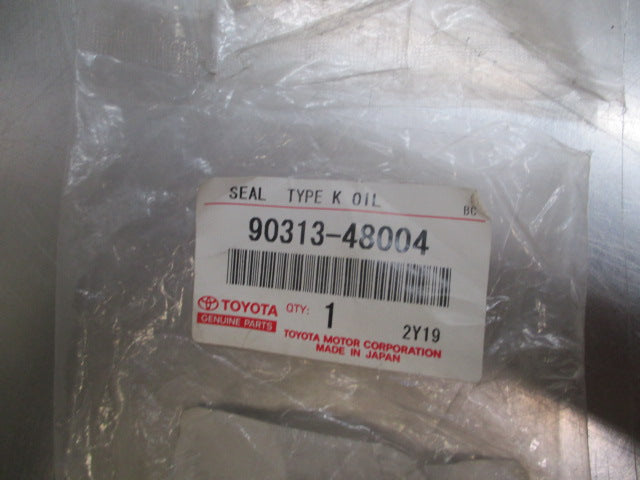 SEAL TYPE K OIL
BC
90313-48004
TOYOTA QTY: 1 2Y19
GENUINE PARTS
TOYOTA MOTOR CORPORATION
MADE IN JAPAN